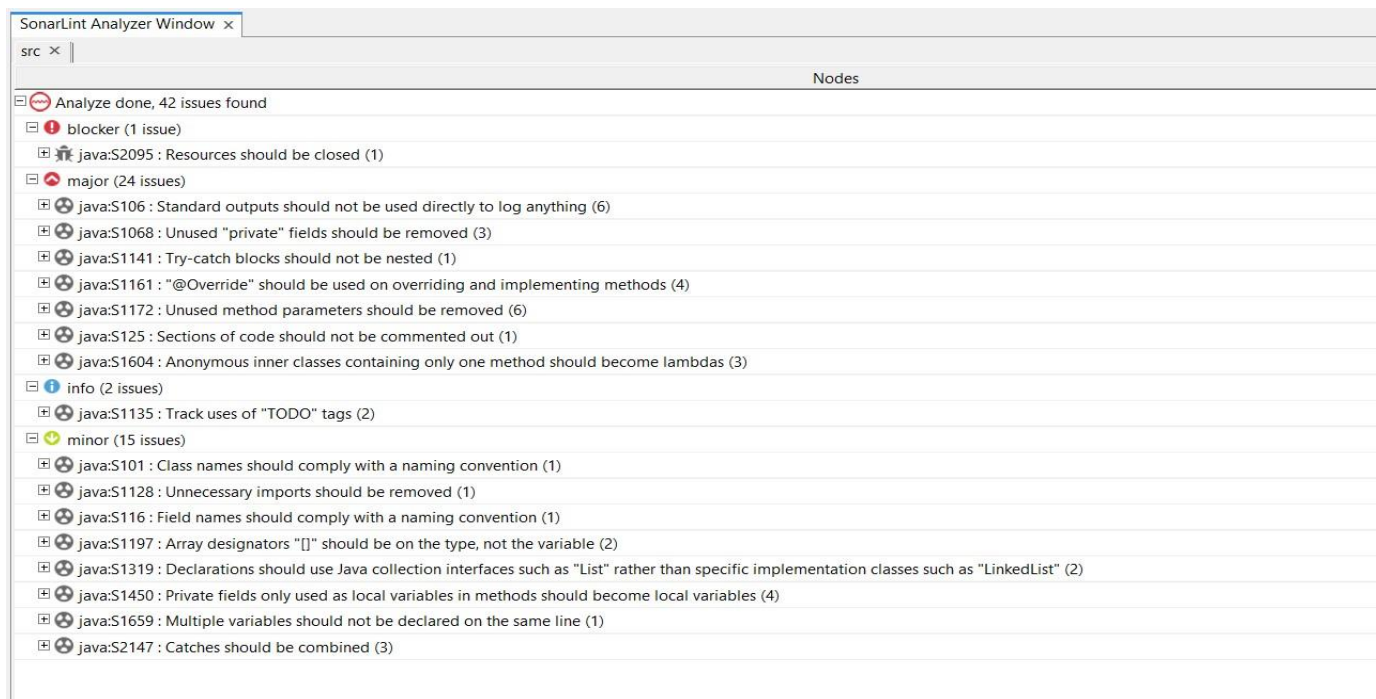 SonarLint Analyzer Window ×
src ×
Nodes
Analyze done, 42 issues found
blocker (1 issue)
java:S2095 : Resources should be closed (1)
major (24 issues)
java:S106 : Standard outputs should not be used directly to log anything (6)
java:S1068 : Unused "private" fields should be removed (3)
java:S1141 : Try-catch blocks should not be nested (1)
java:S1161 : "@Override" should be used on overriding and implementing methods (4)
java:S1172 : Unused method parameters should be removed (6)
java:S125 : Sections of code should not be commented out (1)
java:S1604 : Anonymous inner classes containing only one method should become lambdas (3)
info (2 issues)
java:S1135 : Track uses of "TODO" tags (2)
minor (15 issues)
java:S101 : Class names should comply with a naming convention (1)
java:S1128 : Unnecessary imports should be removed (1)
java:S116 : Field names should comply with a naming convention (1)
java:S1197 : Array designators "[]" should be on the type, not the variable (2)
java:S1319 : Declarations should use Java collection interfaces such as "List" rather than specific implementation classes such as "LinkedList" (2)
java:S1450 : Private fields only used as local variables in methods should become local variables (4)
java:S1659 : Multiple variables should not be declared on the same line (1)
java:S2147 : Catches should be combined (3)